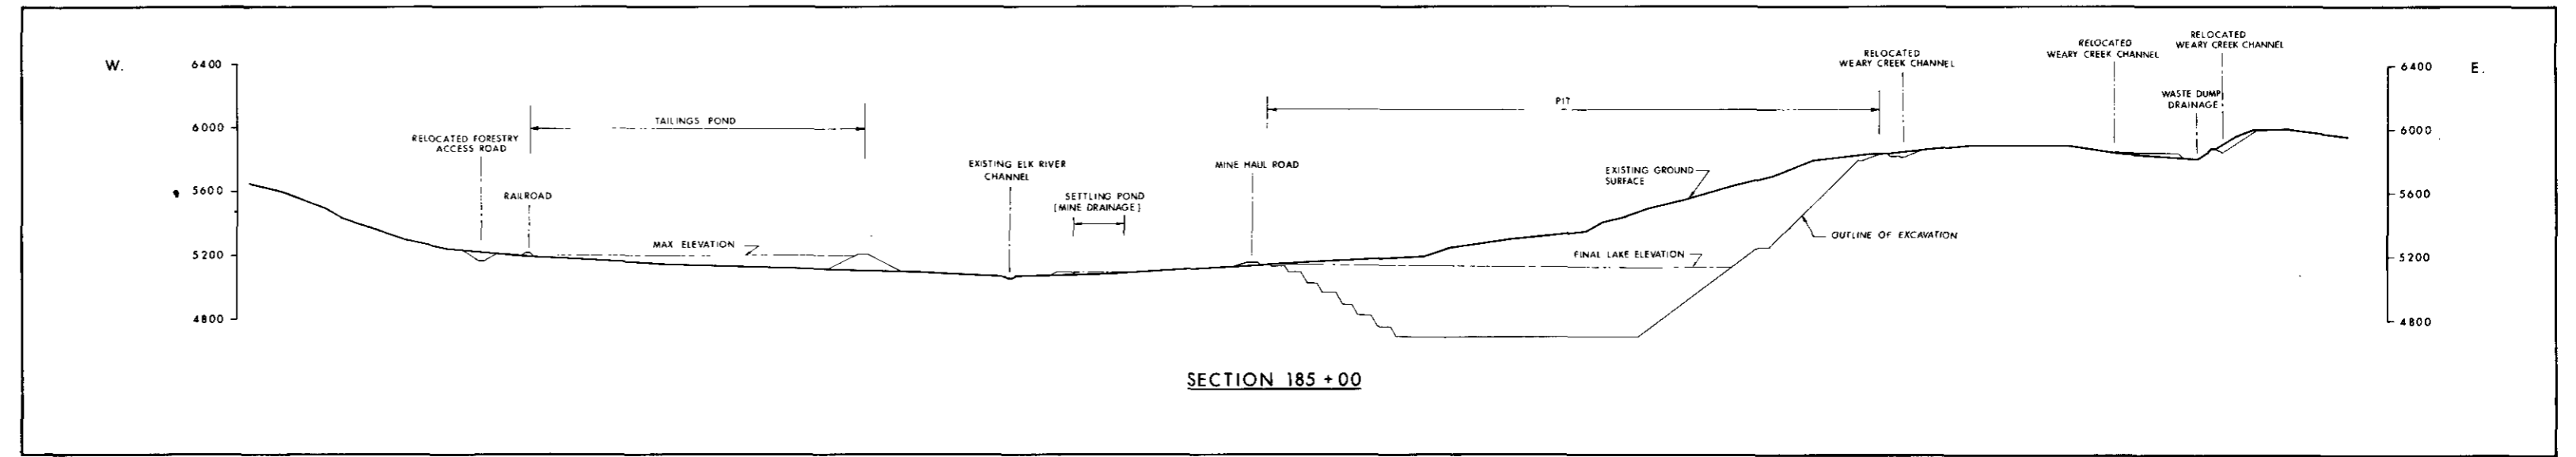 W.
6400
6000
5600
5200
4800
RELOCATED FORESTRY
ACCESS ROAD
RAILROAD
TAILINGS POND
MAX ELEVATION
EXISTING ELK RIVER
CHANNEL
SETTLING POND
[MINE DRAINAGE]
MINE HAUL ROAD
PIT
EXISTING GROUND
SURFACE
FINAL LAKE ELEVATION
OUTLINE OF EXCAVATION
RELOCATED
WEARY CREEK CHANNEL
RELOCATED
WEARY CREEK CHANNEL
RELOCATED
WEARY CREEK CHANNEL
WASTE DUMP
DRAINAGE
6400
6000
5600
5200
4800
E.
SECTION 185 + 00